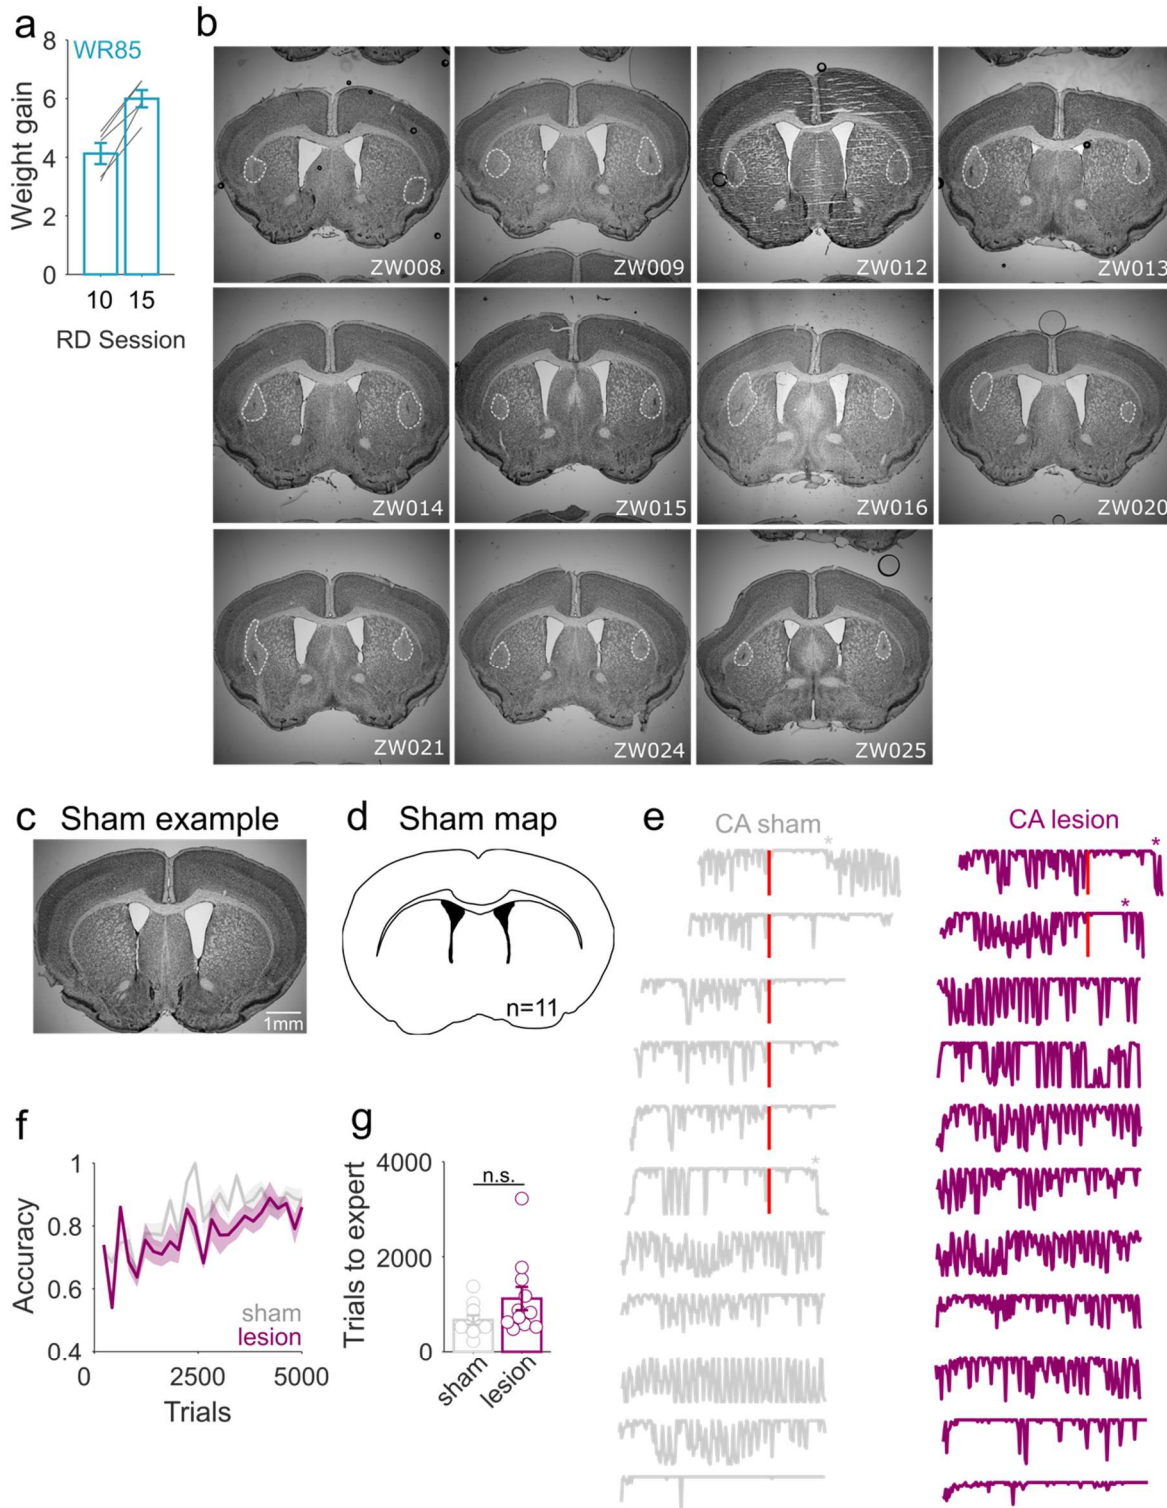 a
8
WR85
6
4
2
0
Weight gain
10 15
RD Session
b
ZW008
ZW009
ZW012
ZW013
ZW014
ZW015
ZW016
ZW020
ZW021
ZW024
ZW025
c Sham example
1mm
d Sham map
n=11
e
CA sham
*
*
CA lesion
*
*
f
1
0.8
0.6
0.4
Accuracy
sham
lesion
0 2500 5000
Trials
g
4000
2000
0
Trials to expert
n.s.
sham
lesion